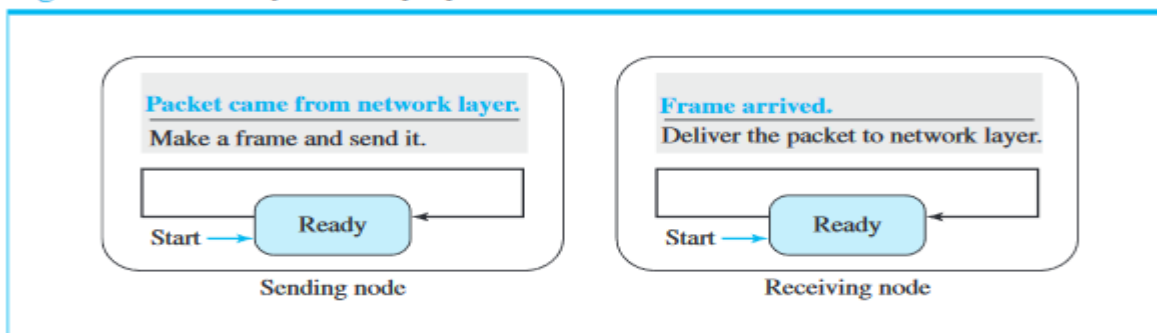 Packet came from network layer.
Make a frame and send it.
Ready
Start
Sending node
Frame arrived.
Deliver the packet to network layer.
Ready
Start
Receiving node